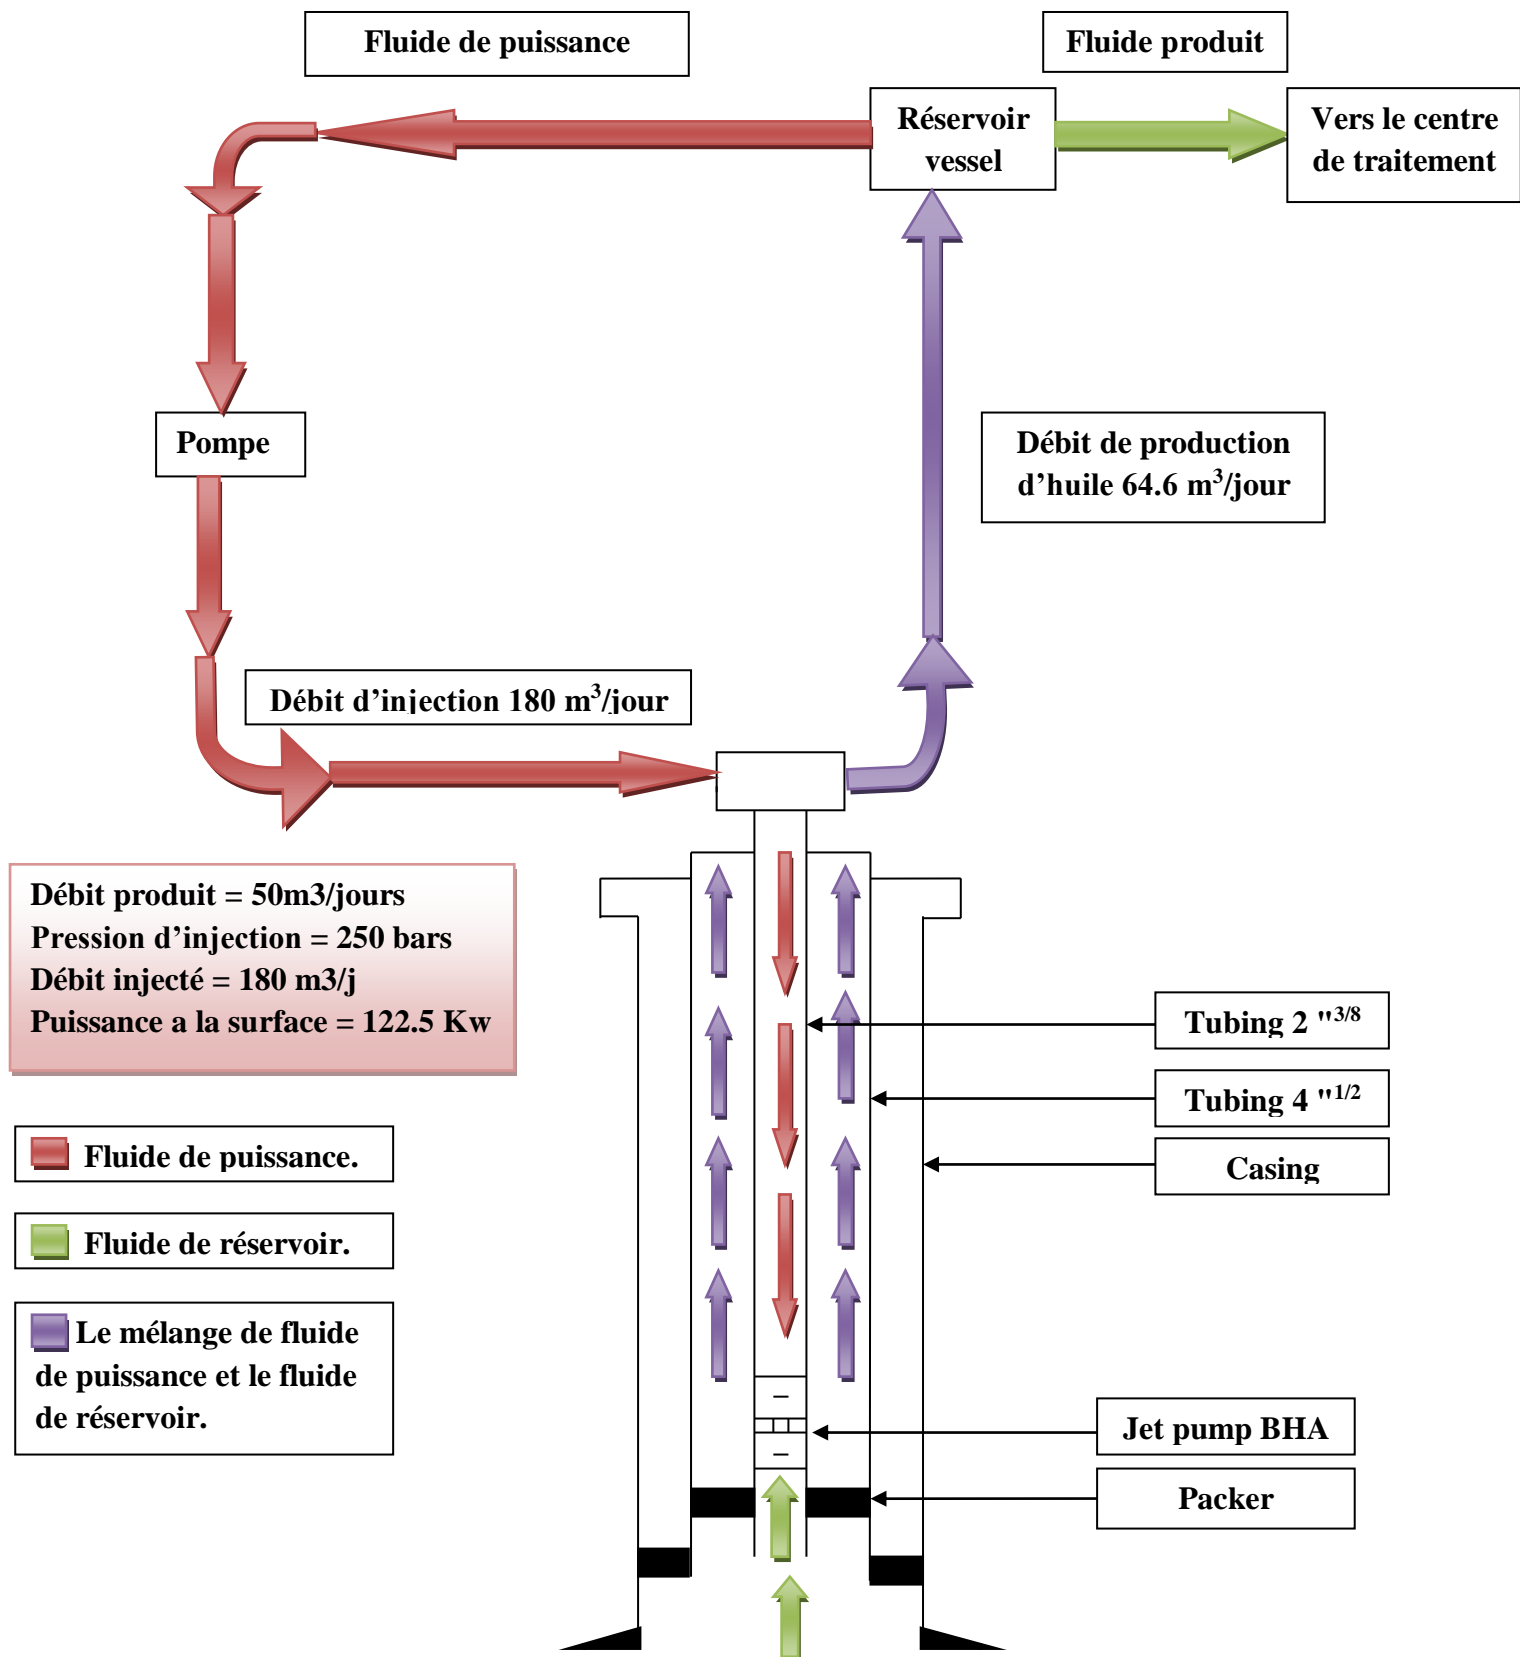 Fluide de puissance
Fluide produit
Réservoir
vessel
Vers le centre
de traitement
Pompe
Débit de production
d’huile 64.6 m³/jour
Débit d’injection 180 m³/jour
Débit produit = 50m3/jours
Pression d’injection = 250 bars
Débit injecté = 180 m3/j
Puissance a la surface = 122.5 Kw
Tubing 2 "3/8
Tubing 4 "1/2
Casing
Fluide de puissance.
Fluide de réservoir.
Le mélange de fluide
de puissance et le fluide
de réservoir.
Jet pump BHA
Packer